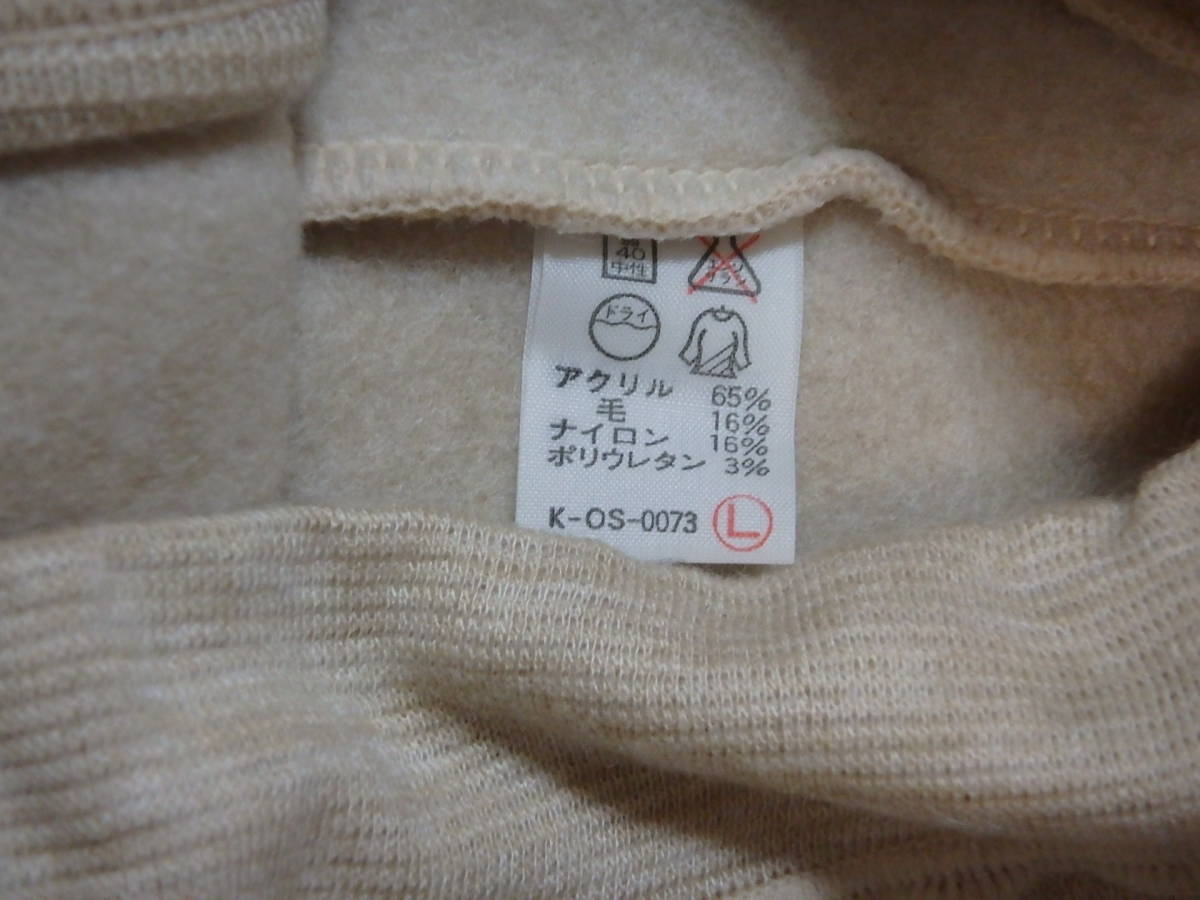 40
中性
ドライ
アクリル 65%
毛 16%
ナイロン 16%
ポリウレタン 3%
K-OS-0073 L